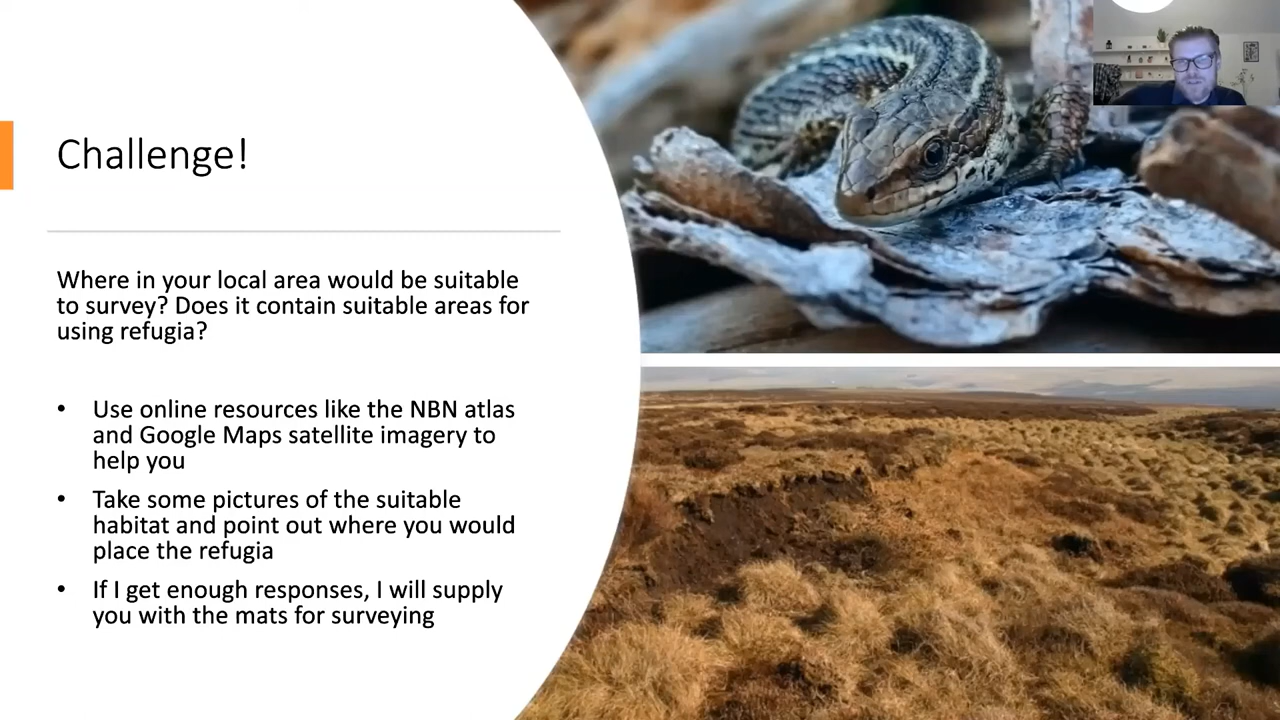 Challenge!
Where in your local area would be suitable
to survey? Does it contain suitable areas for
using refugia?
• Use online resources like the NBN atlas
and Google Maps satellite imagery to
help you
• Take some pictures of the suitable
habitat and point out where you would
place the refugia
• If I get enough responses, I will supply
you with the mats for surveying